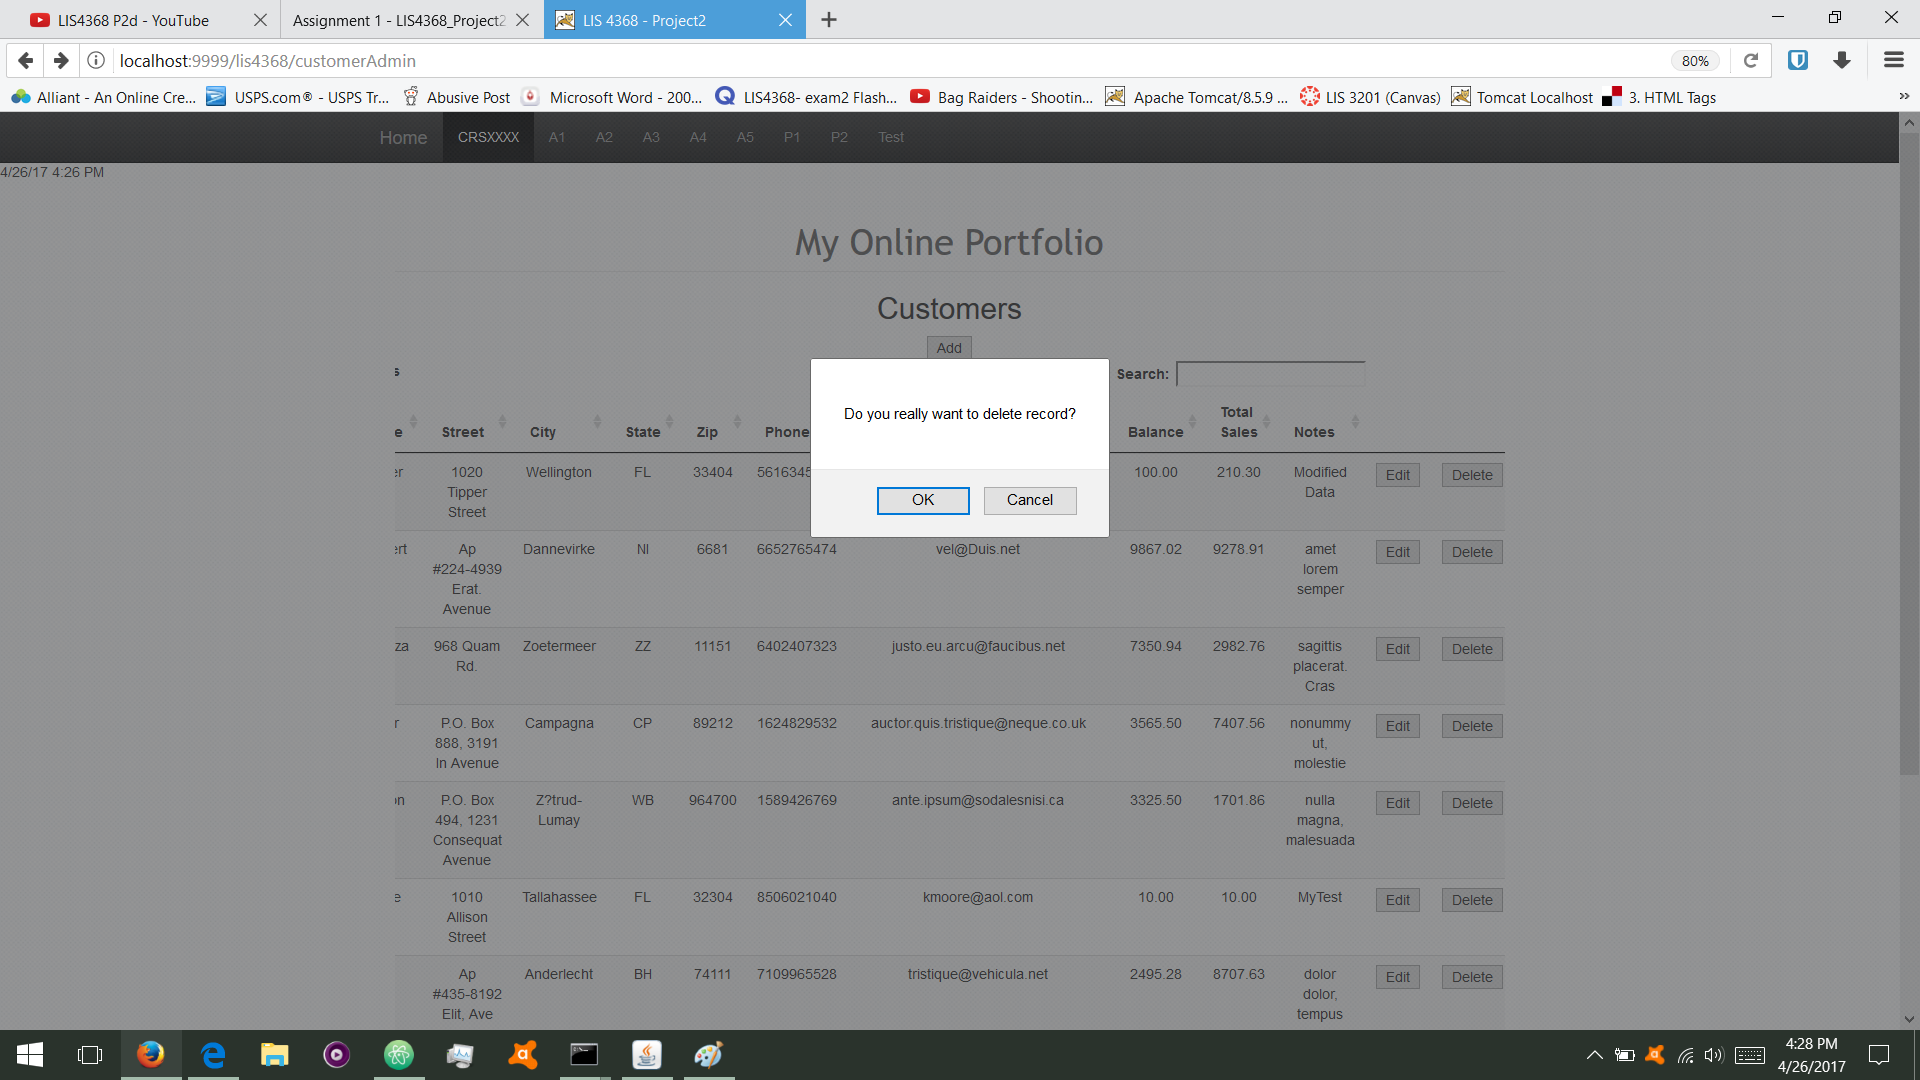 LIS4368 P2d - YouTube
Assignment 1 - LIS4368_Project2
LIS 4368 - Project2
localhost:9999/lis4368/customerAdmin
80%
Alliant - An Online Cre...
USPS.com® - USPS Tr...
Abusive Post
Microsoft Word - 200...
LIS4368- exam2 Flash...
Bag Raiders - Shootin...
Apache Tomcat/8.5.9 ...
LIS 3201 (Canvas)
Tomcat Localhost
3. HTML Tags
Home CRSXXXX A1 A2 A3 A4 A5 P1 P2 Test
4/26/17 4:26 PM
My Online Portfolio
Customers
Add
s
Search:
Do you really want to delete record?
OK Cancel
e Street City State Zip Phone Balance Total Sales Notes
er 1020 Wellington FL 33404 5616345 100.00 210.30 Modified Edit Delete
Tipper Data
Street
ert Ap Dannevirke NI 6681 6652765474 vel@Duis.net 9867.02 9278.91 amet Edit Delete
#224-4939 lorem
Erat. semper
Avenue
za 968 Quam Zoetermeer ZZ 11151 6402407323 justo.eu.arcu@faucibus.net 7350.94 2982.76 sagittis Edit Delete
Rd. placerat.
Cras
r P.O. Box Campagna CP 89212 1624829532 auctor.quis.tristique@neque.co.uk 3565.50 7407.56 nonummy Edit Delete
888, 3191 ut,
In Avenue molestie
on P.O. Box Z?trud- WB 964700 1589426769 ante.ipsum@sodalesnisi.ca 3325.50 1701.86 nulla Edit Delete
494, 1231 Lumay magna,
Consequat malesuada
Avenue
e 1010 Tallahassee FL 32304 8506021040 kmoore@aol.com 10.00 10.00 MyTest Edit Delete
Allison
Street
Ap Anderlecht BH 74111 7109965528 tristique@vehicula.net 2495.28 8707.63 dolor Edit Delete
#435-8192 dolor,
Elit, Ave tempus
4:28 PM
4/26/2017